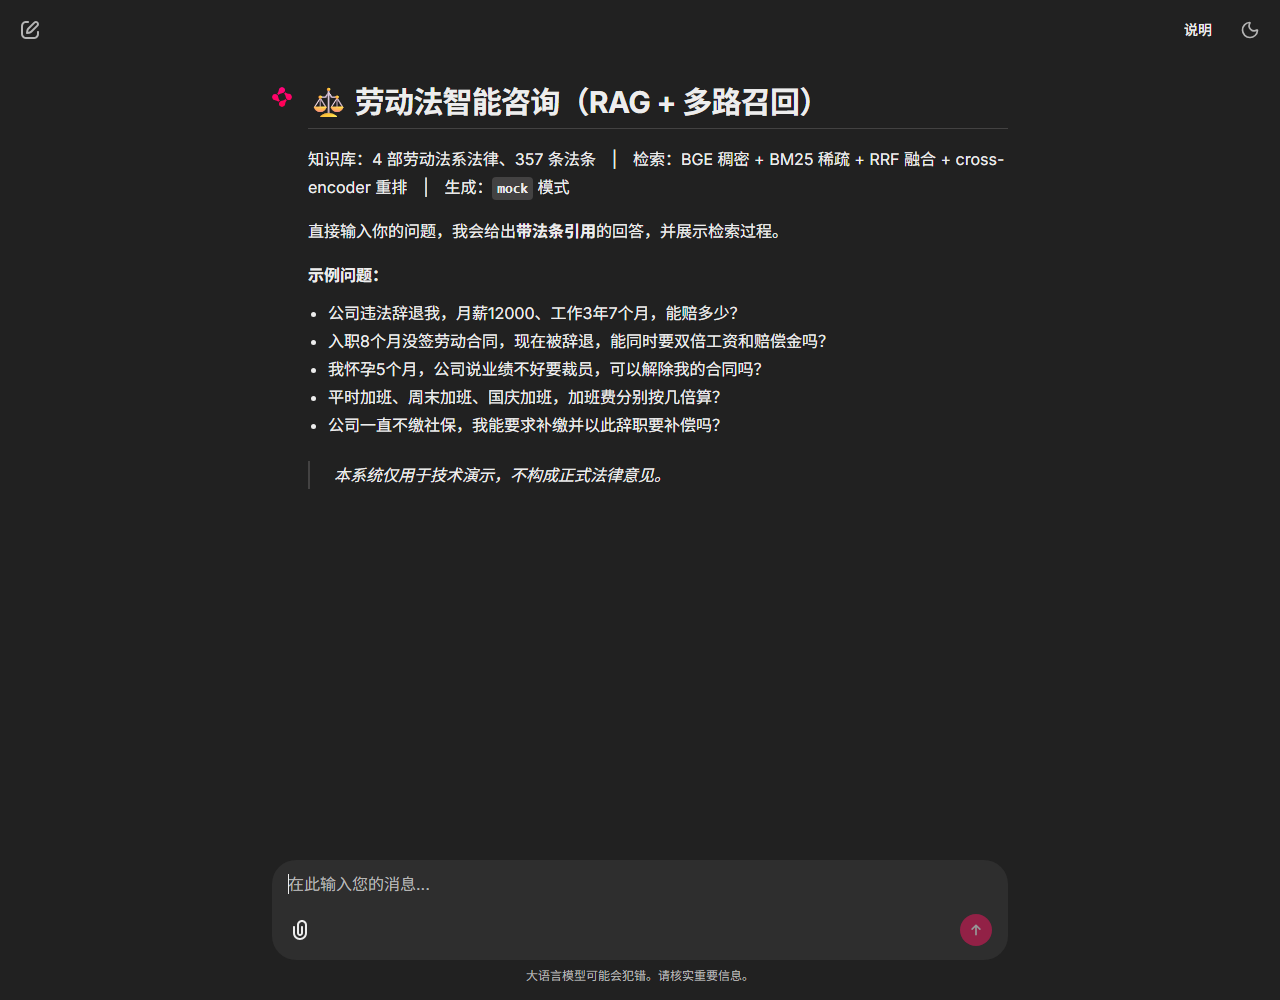 说明
⚖️ 劳动法智能咨询（RAG + 多路召回）
知识库：4 部劳动法系法律、357 条法条 | 检索：BGE 稠密 + BM25 稀疏 + RRF 融合 + cross-
encoder 重排 | 生成：mock 模式
直接输入你的问题，我会给出带法条引用的回答，并展示检索过程。
示例问题：
• 公司违法辞退我，月薪12000、工作3年7个月，能赔多少？
• 入职8个月没签劳动合同，现在被辞退，能同时要双倍工资和赔偿金吗？
• 我怀孕5个月，公司说业绩不好要裁员，可以解除我的合同吗？
• 平时加班、周末加班、国庆加班，加班费分别按几倍算？
• 公司一直不缴社保，我能要求补缴并以此辞职要补偿吗？
本系统仅用于技术演示，不构成正式法律意见。
在此输入您的消息...
大语言模型可能会犯错。请核实重要信息。